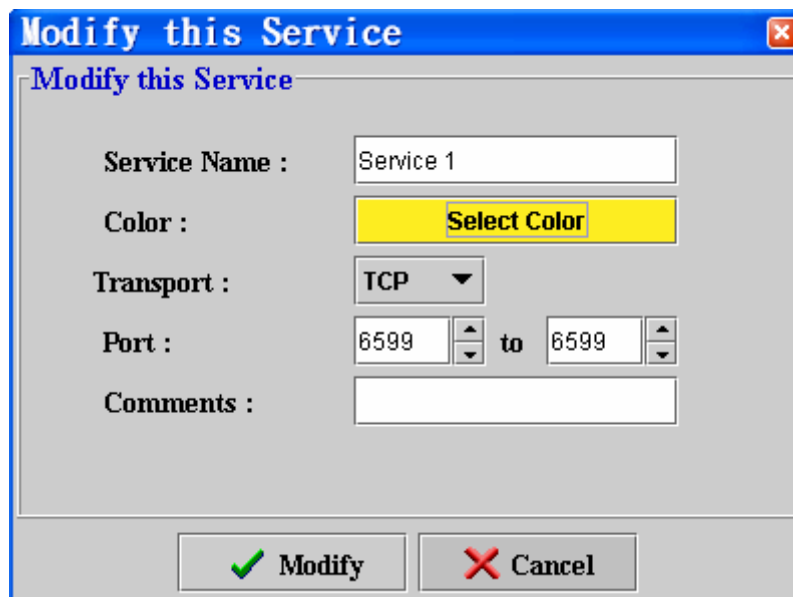 Modify this Service
Modify this Service
Service Name : Service 1
Color : Select Color
Transport : TCP
Port : 6599 to 6599
Comments :
Modify Cancel